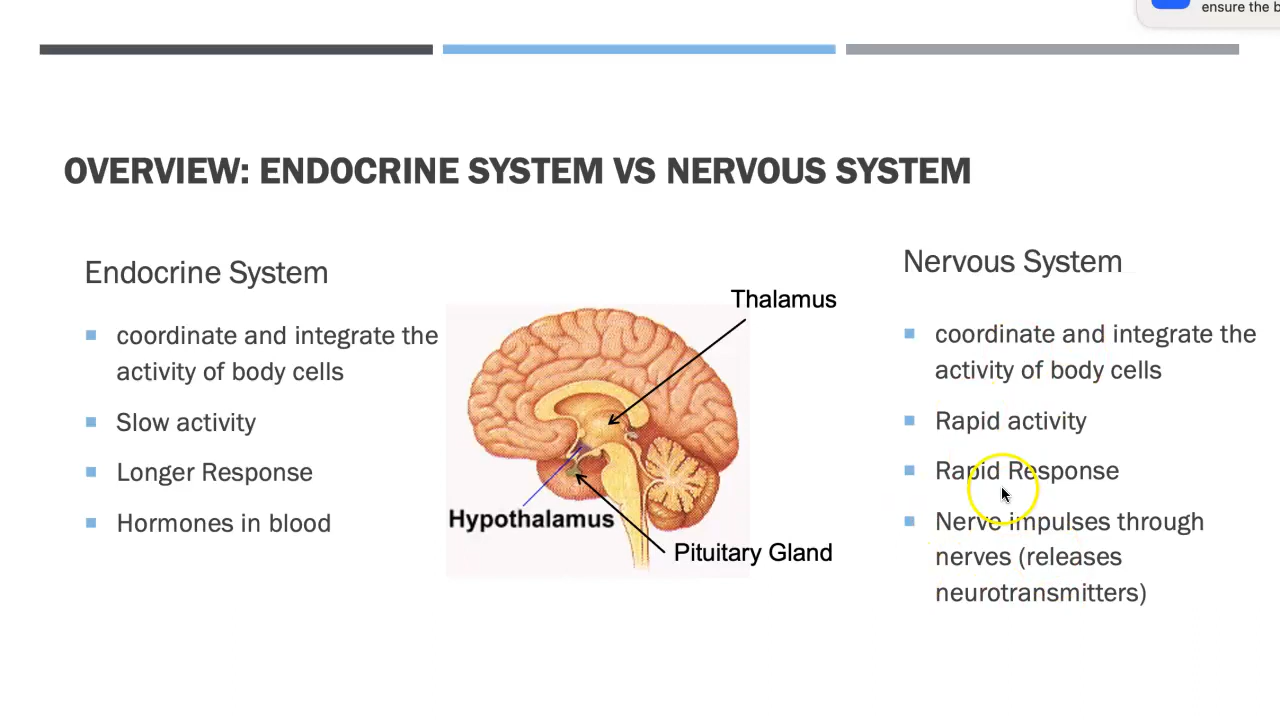 ensure the b
OVERVIEW: ENDOCRINE SYSTEM VS NERVOUS SYSTEM
Endocrine System
coordinate and integrate the
activity of body cells
Slow activity
Longer Response
Hormones in blood
Thalamus
Hypothalamus
Pituitary Gland
Nervous System
coordinate and integrate the
activity of body cells
Rapid activity
Rapid Response
Nerve impulses through
nerves (releases
neurotransmitters)